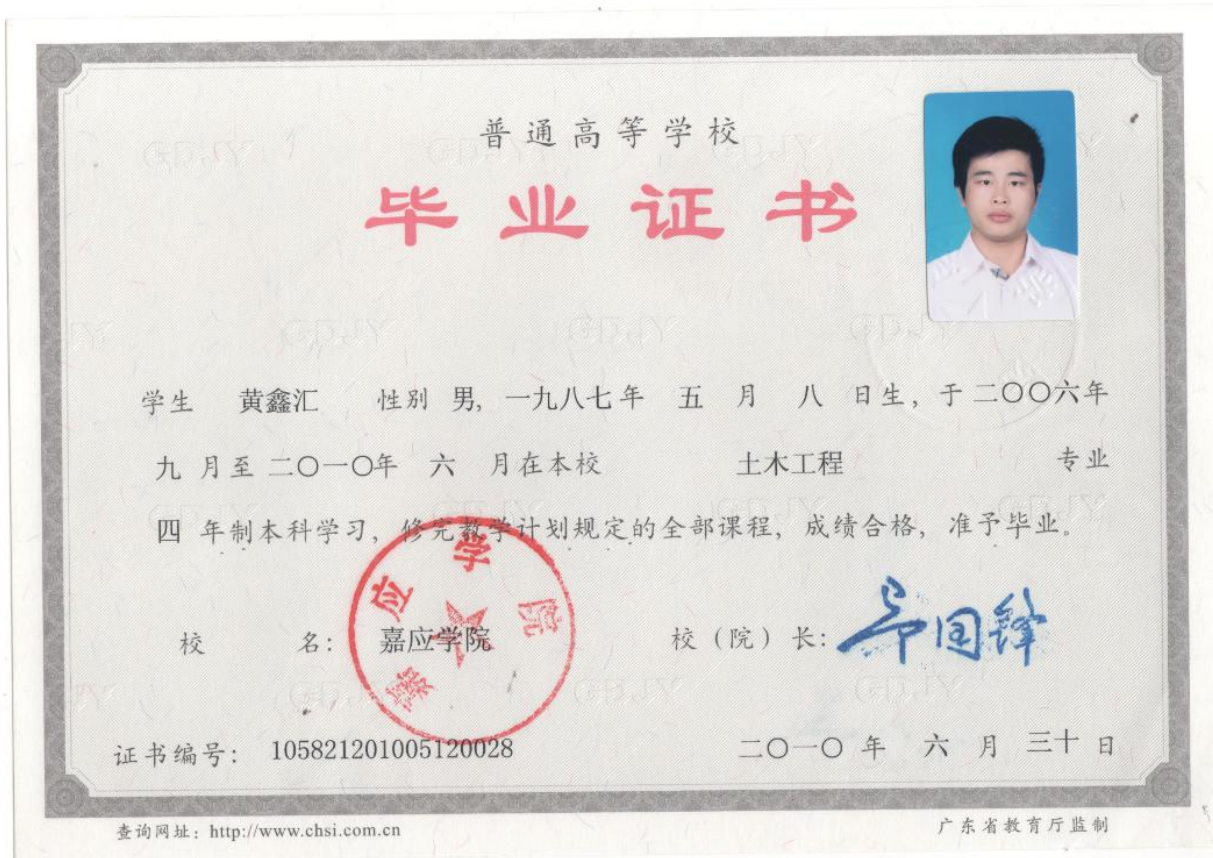 普通高等学校
毕业证书
学生 黄鑫汇 性别 男, 一九八七年 五 月 八 日生, 于二〇〇六年
九 月至二〇一〇年 六 月在本校 土木工程 专业
四 年制本科学习, 修完教学计划规定的全部课程, 成绩合格, 准予毕业。
校 名: 嘉应学院 校(院)长:
嘉应学院
证书编号: 105821201005120028 二〇一〇 年 六 月 三十 日
查询网址: http://www.chsi.com.cn 广东省教育厅监制